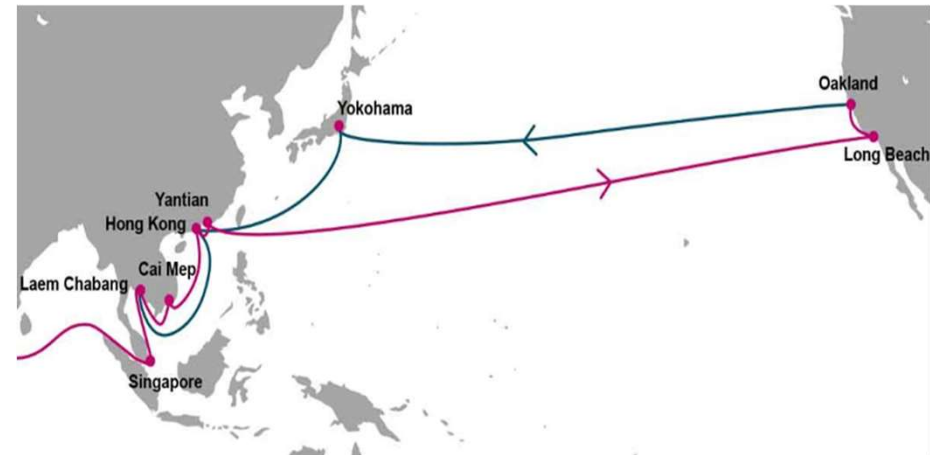 Oakland
Yokohama
Long Beach
Yantian
Hong Kong
Cai Mep
Laem Chabang
Singapore